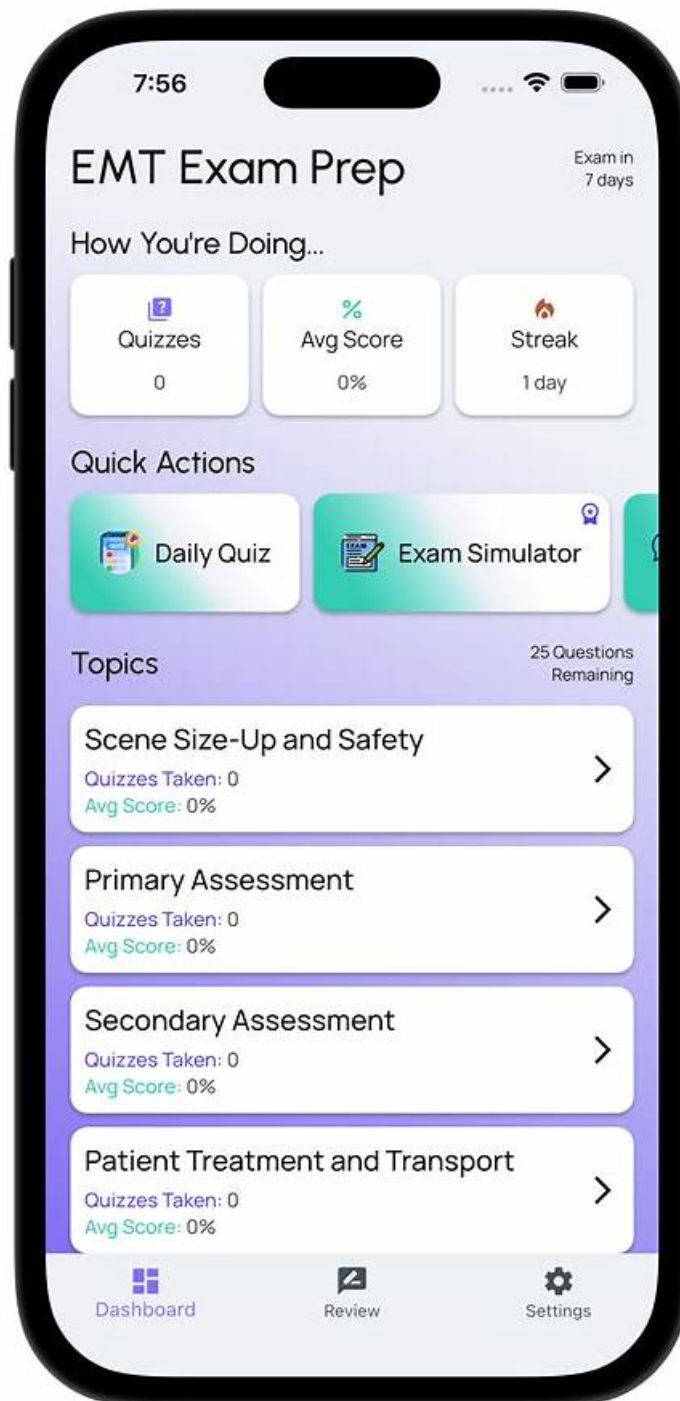 7:56
EMT Exam Prep
Exam in
7 days
How You're Doing...
Quizzes
0
Avg Score
0%
Streak
1 day
Quick Actions
Daily Quiz
Exam Simulator
Topics
25 Questions
Remaining
Scene Size-Up and Safety
Quizzes Taken: 0
Avg Score: 0%
Primary Assessment
Quizzes Taken: 0
Avg Score: 0%
Secondary Assessment
Quizzes Taken: 0
Avg Score: 0%
Patient Treatment and Transport
Quizzes Taken: 0
Avg Score: 0%
Dashboard
Review
Settings